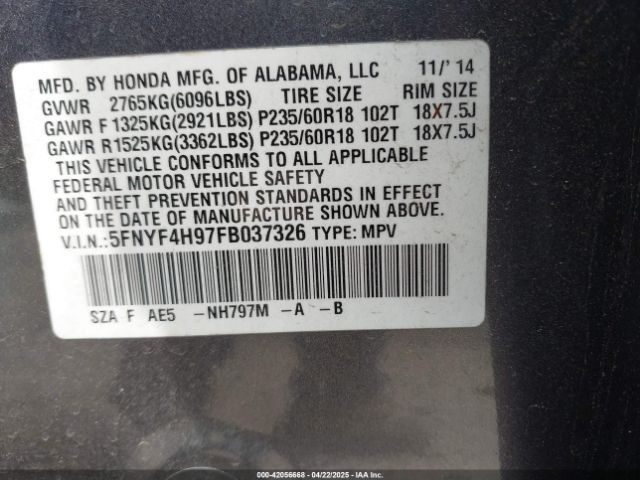 MFD. BY HONDA MFG. OF ALABAMA, LLC 11/'14
GVWR 2765KG(6096LBS) TIRE SIZE RIM SIZE
GAWR F 1325KG(2921LBS) P235/60R18 102T 18X7.5J
GAWR R1525KG(3362LBS) P235/60R18 102T 18X7.5J
THIS VEHICLE CONFORMS TO ALL APPLICABLE
FEDERAL MOTOR VEHICLE SAFETY
AND THEFT PREVENTION STANDARDS IN EFFECT
ON THE DATE OF MANUFACTURE SHOWN ABOVE.
V.I.N.:5FNYF4H97FB037326 TYPE: MPV
SZA F AE5 -NH797M -A -B
000-42056668 - 04/22/2025 - IAAI.COM